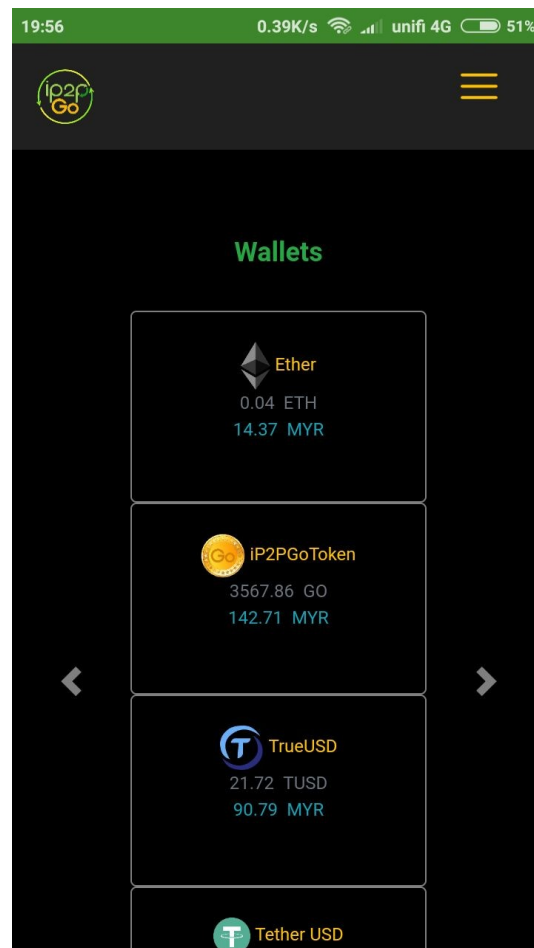 19:56 0.39K/s unifi 4G 51%
ip2p
Go
Wallets
Ether
0.04 ETH
14.37 MYR
Go
iP2PGoToken
3567.86 GO
142.71 MYR
T
TrueUSD
21.72 TUSD
90.79 MYR
T
Tether USD